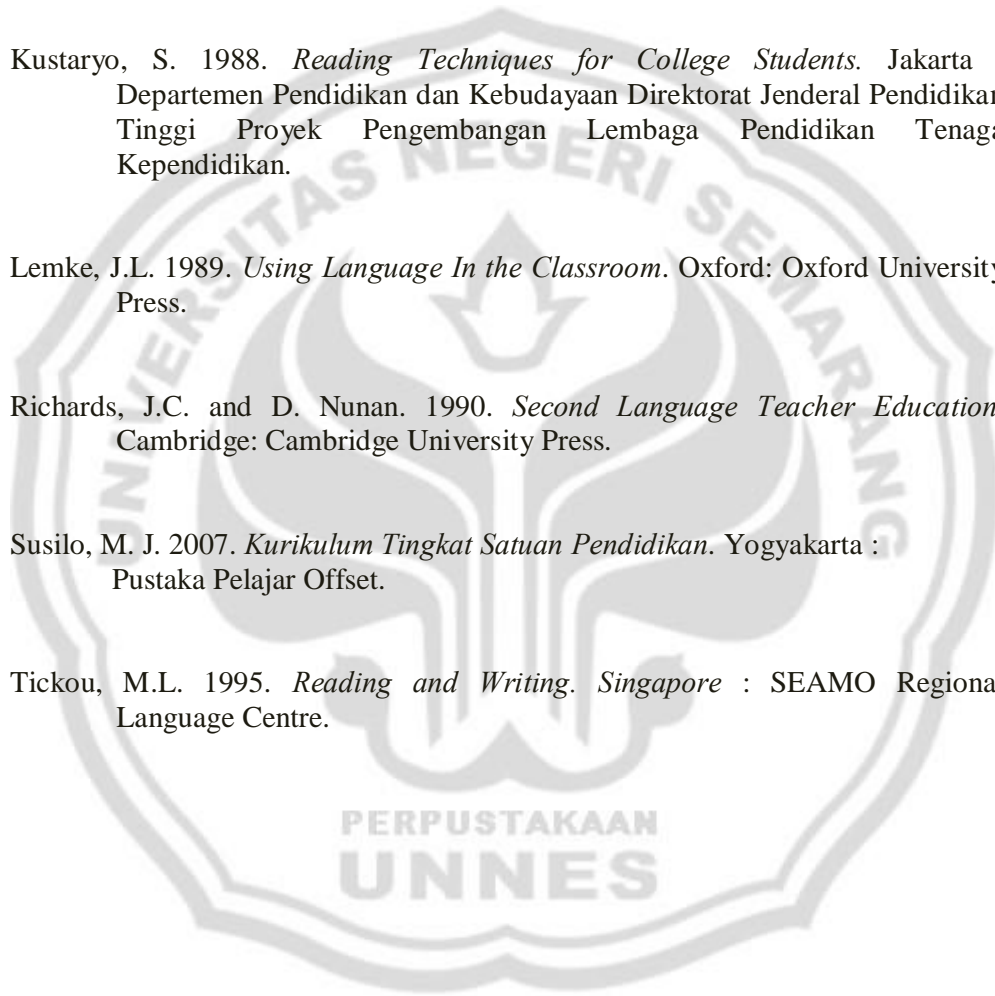 Kustaryo, S. 1988. Reading Techniques for College Students. Jakarta
Departemen Pendidikan dan Kebudayaan Direktorat Jenderal Pendidikan
Tinggi Proyek Pengembangan Lembaga Pendidikan Tenaga
Kependidikan.
Lemke, J.L. 1989. Using Language In the Classroom. Oxford: Oxford University
Press.
Richards, J.C. and D. Nunan. 1990. Second Language Teacher Education
Cambridge: Cambridge University Press.
Susilo, M. J. 2007. Kurikulum Tingkat Satuan Pendidikan. Yogyakarta :
Pustaka Pelajar Offset.
Tickou, M.L. 1995. Reading and Writing. Singapore : SEAMO Regional
Language Centre.
UNIVERSITAS NEGERI SEMARANG
PERPUSTAKAAN
UNNES